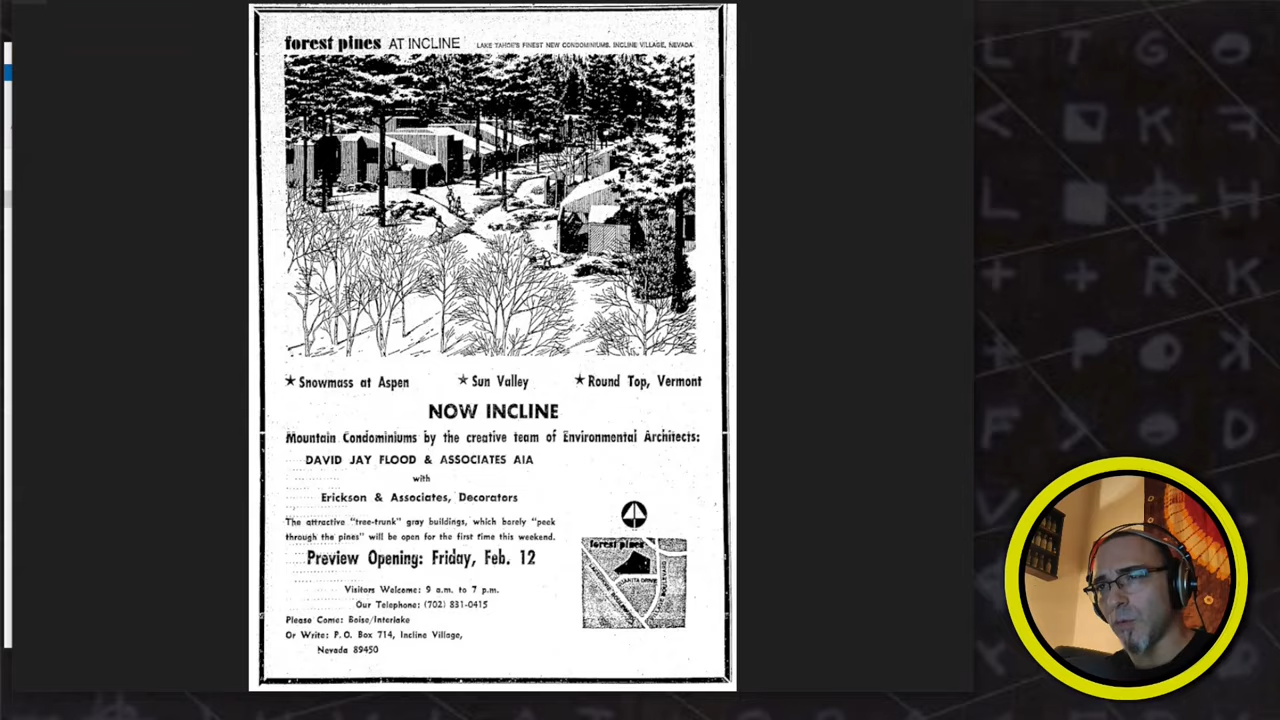 forest pines AT INCLINE LAKE TAHOE'S FINEST NEW CONDOMINIUMS, INCLINE VILLAGE, NEVADA
★ Snowmass at Aspen ★ Sun Valley ★ Round Top, Vermont
NOW INCLINE
Mountain Condominiums by the creative team of Environmental Architects:
DAVID JAY FLOOD & ASSOCIATES AIA
with
Erickson & Associates, Decorators
The attractive "tree-trunk" gray buildings, which barely "peek
through the pines" will be open for the first time this weekend.
Preview Opening: Friday, Feb. 12
Visitors Welcome: 9 a.m. to 7 p.m.
Our Telephone: (702) 831-0415
Please Come: Boise/Interlake
Or Write: P.O. Box 714, Incline Village,
Nevada 89450
forest pines
L T G
K
L H
+ + R K
P
F D